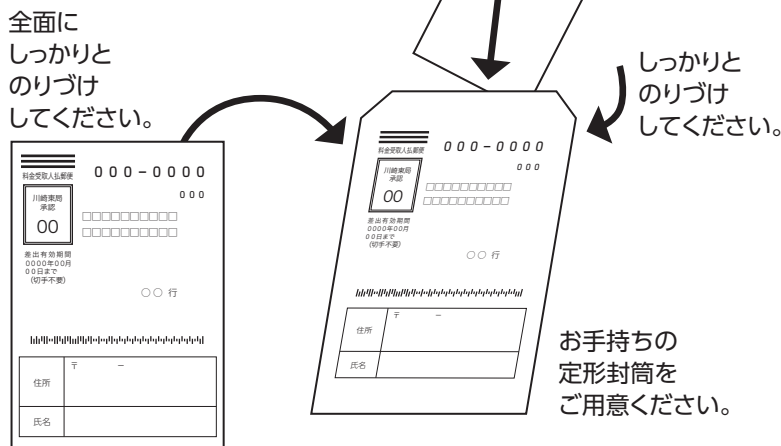 全面に
しっかりと
のりづけ
してください。
料金受取人払郵便
川崎東局
承認
00
差出有効期間
0000年00月
00日まで
(切手不要)
000-0000
000
□□□□□□□□□□
□□□□□□□□□□
○○ 行
住所
〒 −
氏名
料金受取人払郵便
川崎東局
承認
00
差出有効期間
0000年00月
00日まで
(切手不要)
000-0000
000
□□□□□□□□□□
□□□□□□□□□□
○○ 行
住所
〒 −
氏名
しっかりと
のりづけ
してください。
お手持ちの
定形封筒を
ご用意ください。